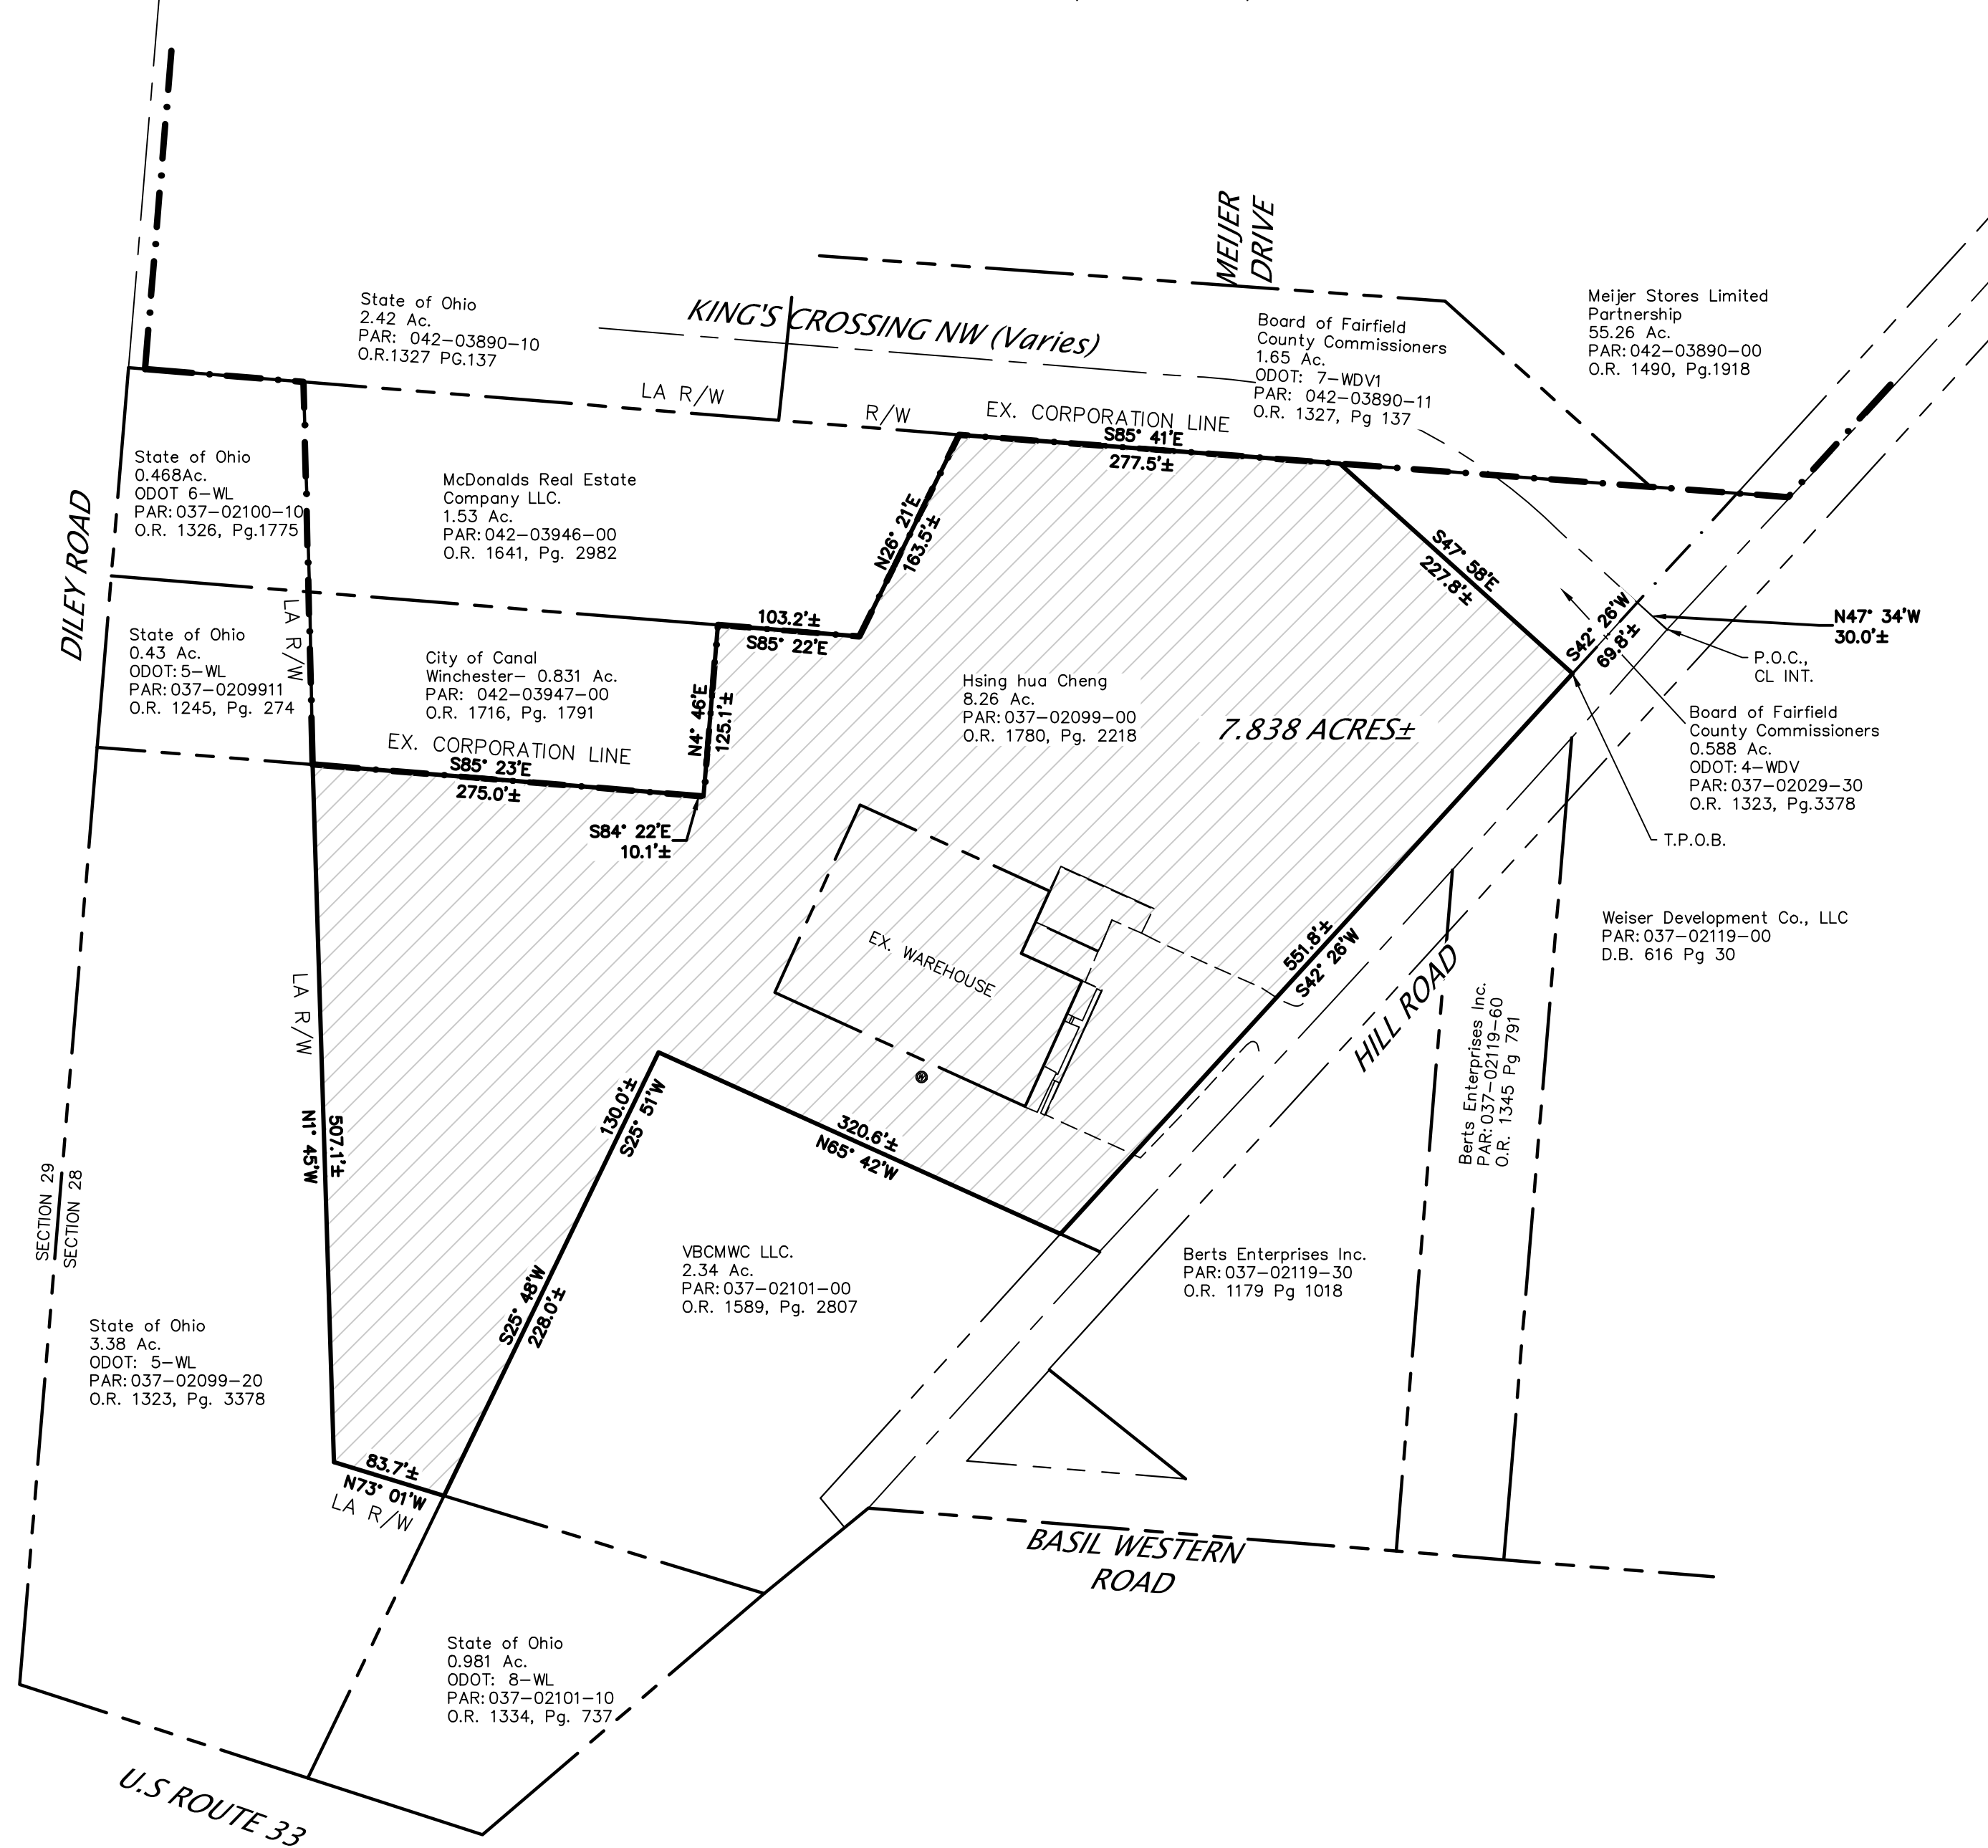 MEIJER
DRIVE
State of Ohio
2.42 Ac.
PAR: 042-03890-10
O.R.1327 PG.137
KING'S CROSSING NW (Varies)
Board of Fairfield
County Commissioners
1.65 Ac.
ODOT: 7-WDV1
PAR: 042-03890-11
O.R. 1327, Pg 137
Meijer Stores Limited
Partnership
55.26 Ac.
PAR: 042-03890-00
O.R. 1490, Pg.1918
LA R/W
R/W
EX. CORPORATION LINE
S85° 41'E
277.5'±
State of Ohio
0.468Ac.
ODOT 6-WL
PAR: 037-02100-10
O.R. 1326, Pg.1775
McDonalds Real Estate
Company LLC.
1.53 Ac.
PAR: 042-03946-00
O.R. 1641, Pg. 2982
N26° 21'E
163.5'±
S47° 58'E
227.8'±
DILEY ROAD
LA R/W
103.2'±
S85° 22'E
S42° 26'W
69.8'±
N47° 34'W
30.0'±
P.O.C.,
CL INT.
State of Ohio
0.43 Ac.
ODOT: 5-WL
PAR: 037-0209911
O.R. 1245, Pg. 274
City of Canal
Winchester- 0.831 Ac.
PAR: 042-03947-00
O.R. 1716, Pg. 1791
N4° 46'E
125.1'±
Hsing hua Cheng
8.26 Ac.
PAR: 037-02099-00
O.R. 1780, Pg. 2218
7.838 ACRES±
Board of Fairfield
County Commissioners
0.588 Ac.
ODOT: 4-WDV
PAR: 037-02029-30
O.R. 1323, Pg.3378
EX. CORPORATION LINE
S85° 23'E
275.0'±
S84° 22'E
10.1'±
T.P.O.B.
EX. WAREHOUSE
551.8'±
S42° 26'W
HILL ROAD
Weiser Development Co., LLC
PAR: 037-02119-00
D.B. 616 Pg 30
LA R/W
Berts Enterprises Inc.
PAR: 037-02119-60
O.R. 1345 Pg 791
507.1'±
N1° 45'W
130.0'±
S25° 51'W
320.6'±
N65° 42'W
SECTION 29
SECTION 28
S25° 48'W
228.0'±
VBCMWC LLC.
2.34 Ac.
PAR: 037-02101-00
O.R. 1589, Pg. 2807
Berts Enterprises Inc.
PAR: 037-02119-30
O.R. 1179 Pg 1018
State of Ohio
3.38 Ac.
ODOT: 5-WL
PAR: 037-02099-20
O.R. 1323, Pg. 3378
83.7'±
N73° 01'W
LA R/W
BASIL WESTERN
ROAD
State of Ohio
0.981 Ac.
ODOT: 8-WL
PAR: 037-02101-10
O.R. 1334, Pg. 737
U.S ROUTE 33